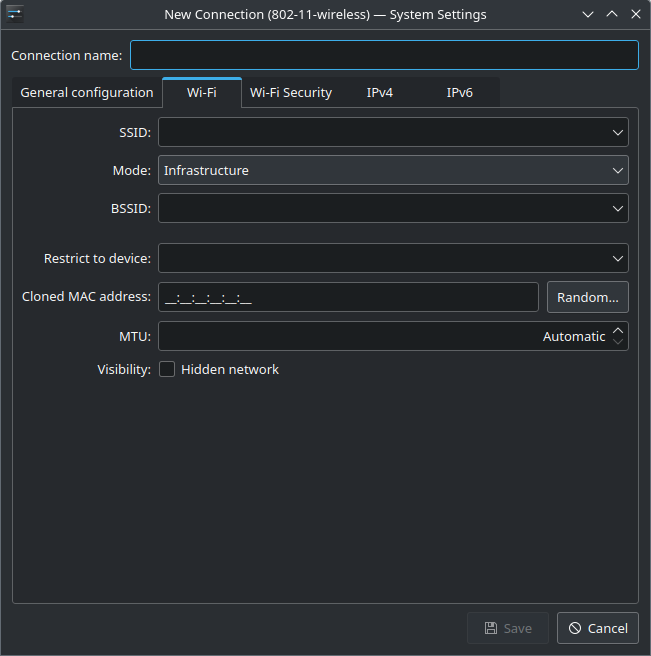 New Connection (802-11-wireless) — System Settings
Connection name:
General configuration Wi-Fi Wi-Fi Security IPv4 IPv6
SSID:
Mode: Infrastructure
BSSID:
Restrict to device:
Cloned MAC address: __:__:__:__:__:__ Random...
MTU: Automatic
Visibility: Hidden network
Save Cancel